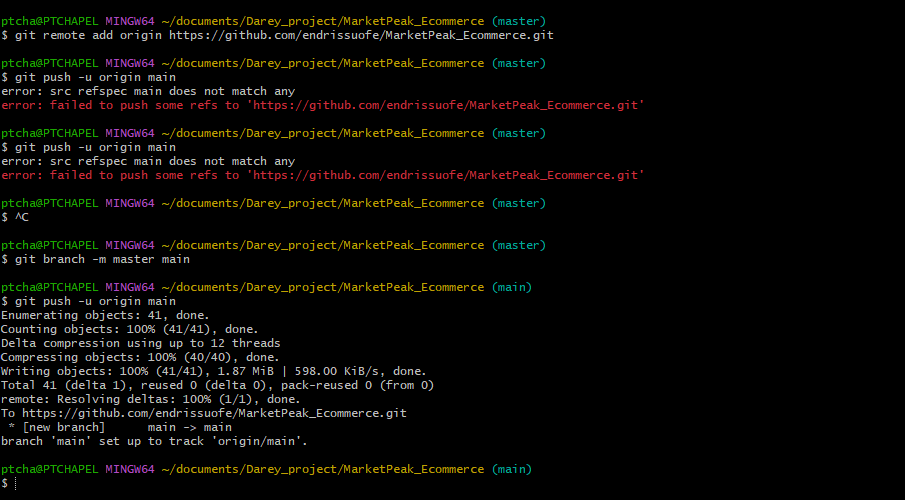 ptcha@PTCHAPEL MINGW64 ~/documents/Darey_project/MarketPeak_Ecommerce (master)
$ git remote add origin https://github.com/endrissuofe/MarketPeak_Ecommerce.git
ptcha@PTCHAPEL MINGW64 ~/documents/Darey_project/MarketPeak_Ecommerce (master)
$ git push -u origin main
error: src refspec main does not match any
error: failed to push some refs to 'https://github.com/endrissuofe/MarketPeak_Ecommerce.git'
ptcha@PTCHAPEL MINGW64 ~/documents/Darey_project/MarketPeak_Ecommerce (master)
$ git push -u origin main
error: src refspec main does not match any
error: failed to push some refs to 'https://github.com/endrissuofe/MarketPeak_Ecommerce.git'
ptcha@PTCHAPEL MINGW64 ~/documents/Darey_project/MarketPeak_Ecommerce (master)
$ ^C
ptcha@PTCHAPEL MINGW64 ~/documents/Darey_project/MarketPeak_Ecommerce (master)
$ git branch -m master main
ptcha@PTCHAPEL MINGW64 ~/documents/Darey_project/MarketPeak_Ecommerce (main)
$ git push -u origin main
Enumerating objects: 41, done.
Counting objects: 100% (41/41), done.
Delta compression using up to 12 threads
Compressing objects: 100% (40/40), done.
Writing objects: 100% (41/41), 1.87 MiB | 598.00 KiB/s, done.
Total 41 (delta 1), reused 0 (delta 0), pack-reused 0 (from 0)
remote: Resolving deltas: 100% (1/1), done.
To https://github.com/endrissuofe/MarketPeak_Ecommerce.git
 * [new branch]      main -> main
branch 'main' set up to track 'origin/main'.
ptcha@PTCHAPEL MINGW64 ~/documents/Darey_project/MarketPeak_Ecommerce (main)
$